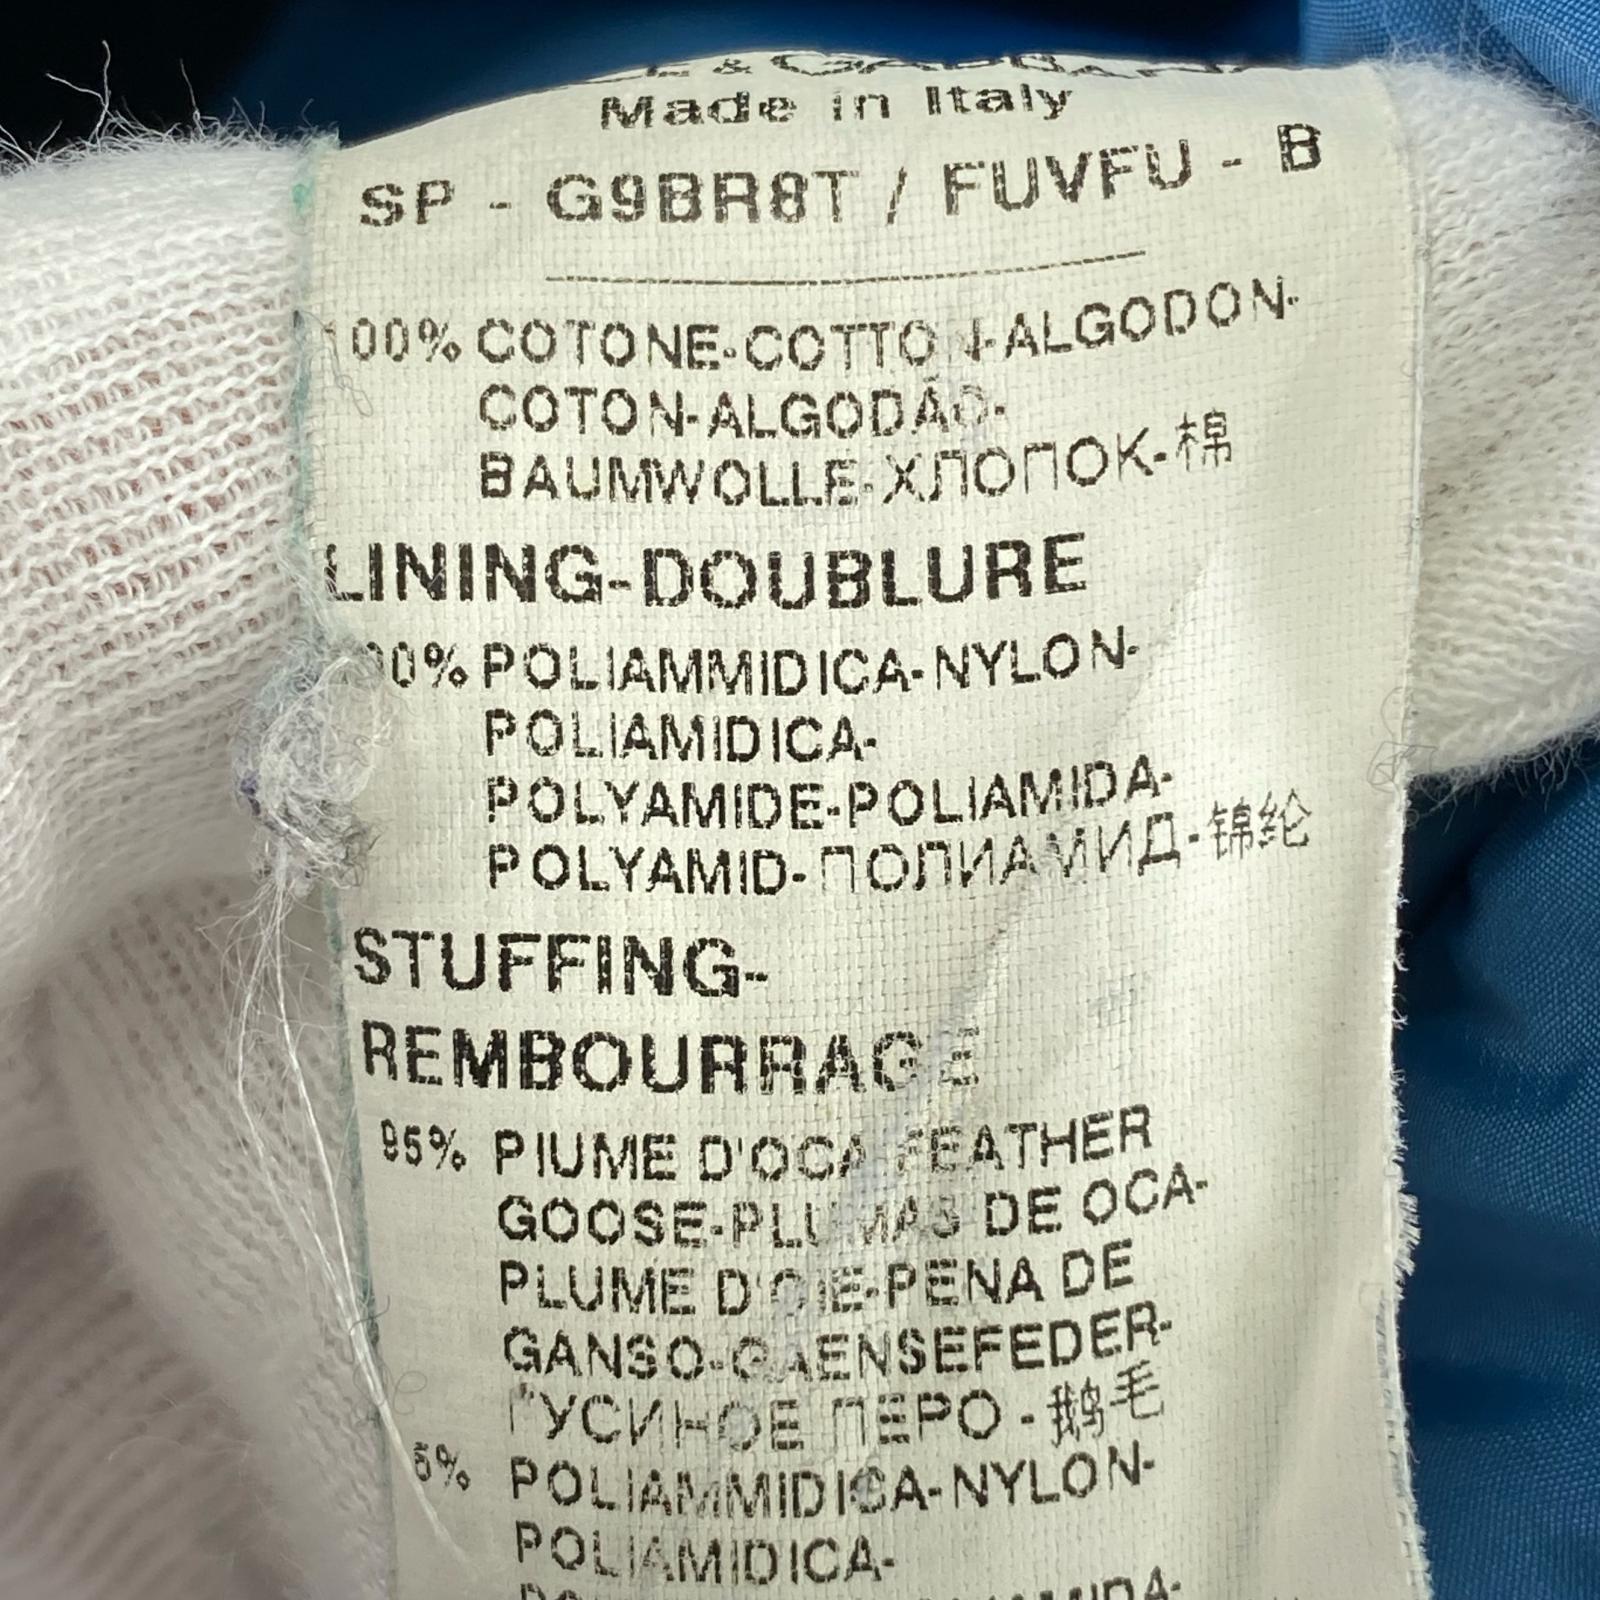 Made in Italy
SP - G9BR8T / FUVFU - B
100% COTONE-COTTON-ALGODON-
COTON-ALGODÃO-
BAUMWOLLE-ХЛОПОК-棉
LINING-DOUBLURE
00% POLIAMMIDICA-NYLON-
POLIAMIDICA-
POLYAMIDE-POLIAMIDA-
POLYAMID-ПОЛИАМИД-锦纶
STUFFING-
REMBOURRAGE
95% PIUME D'OCA-FEATHER
GOOSE-PLUMAS DE OCA-
PLUME D'OIE-PENA DE
GANSO-GAENSEFEDER-
ГУСИНОЕ ПЕРО-鹅毛
5% POLIAMMIDICA-NYLON-
POLIAMIDICA-